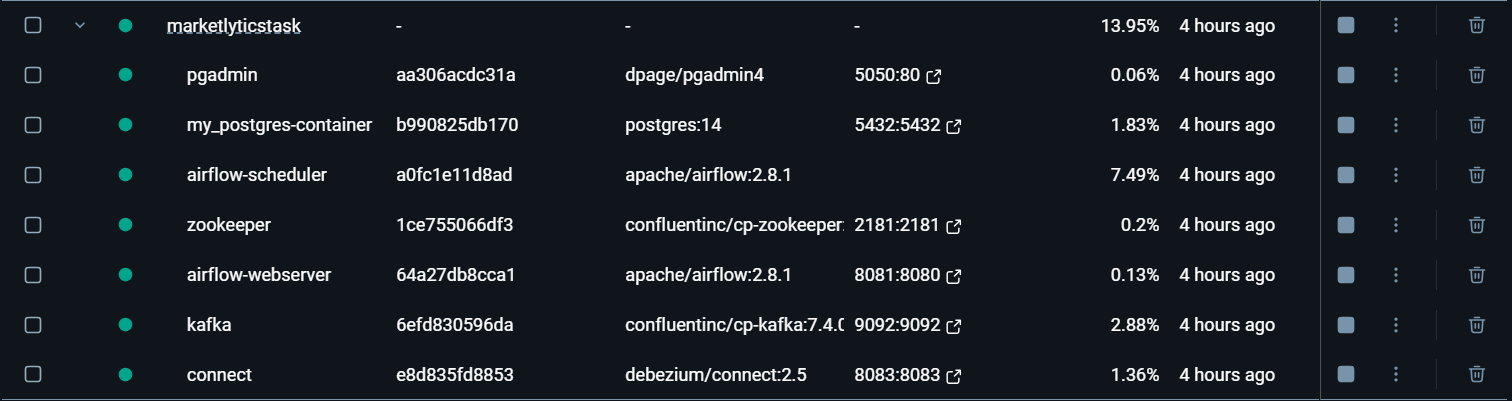 marketlyticstask - - - 13.95% 4 hours ago
pgadmin aa306acdc31a dpage/pgadmin4 5050:80 0.06% 4 hours ago
my_postgres-container b990825db170 postgres:14 5432:5432 1.83% 4 hours ago
airflow-scheduler a0fc1e11d8ad apache/airflow:2.8.1 7.49% 4 hours ago
zookeeper 1ce755066df3 confluentinc/cp-zookeeper: 2181:2181 0.2% 4 hours ago
airflow-webserver 64a27db8cca1 apache/airflow:2.8.1 8081:8080 0.13% 4 hours ago
kafka 6efd830596da confluentinc/cp-kafka:7.4.0 9092:9092 2.88% 4 hours ago
connect e8d835fd8853 debezium/connect:2.5 8083:8083 1.36% 4 hours ago